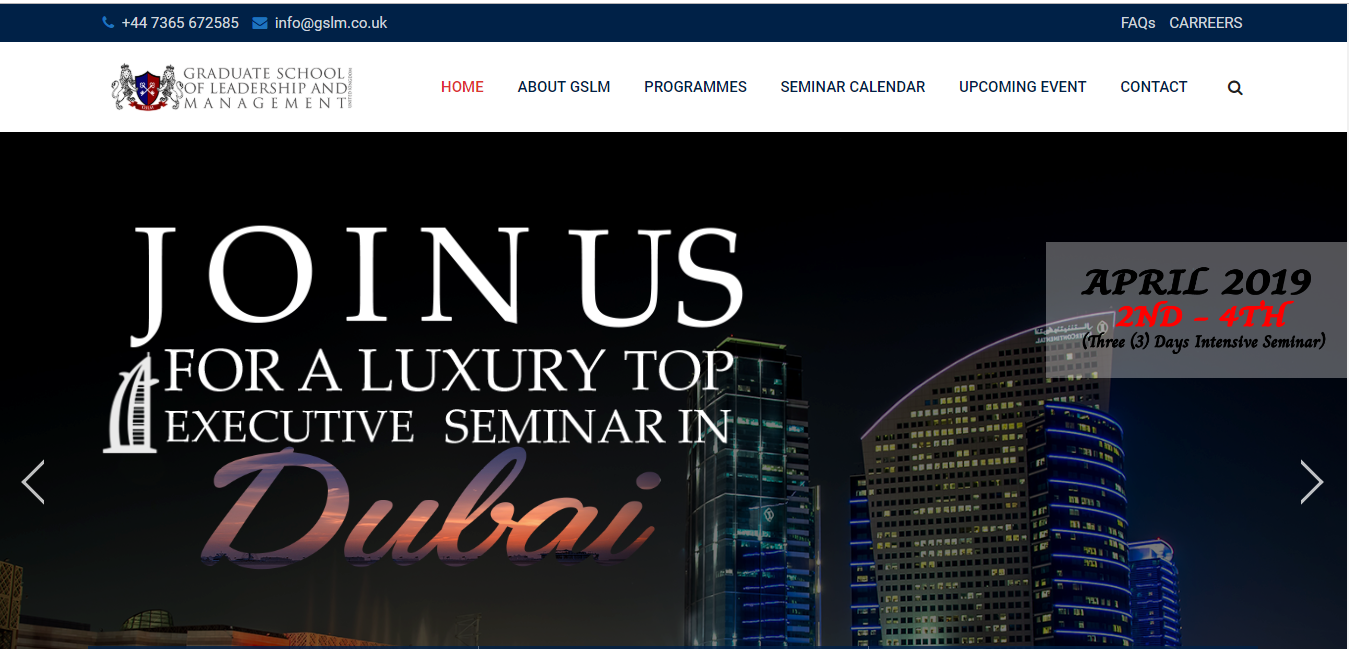 +44 7365 672585 info@gslm.co.uk FAQs CARREERS
GRADUATE SCHOOL
OF LEADERSHIP AND
MANAGEMENT
UNITED KINGDOM
HOME ABOUT GSLM PROGRAMMES SEMINAR CALENDAR UPCOMING EVENT CONTACT
JOIN US
FOR A LUXURY TOP
EXECUTIVE SEMINAR IN
Dubai
APRIL 2019
2ND - 4TH
(Three (3) Days Intensive Seminar)